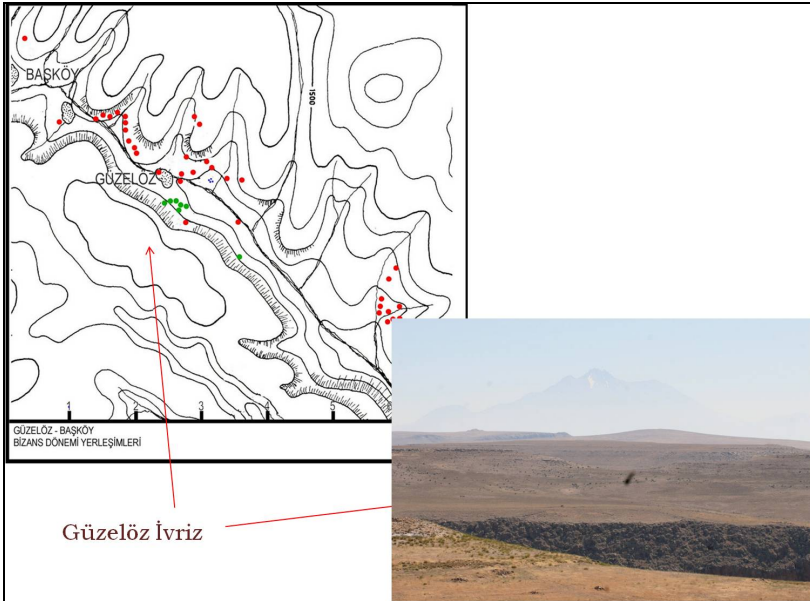 BAŞKÖY
1500
GÜZELÖZ
1 2 3 4 5
GÜZELÖZ - BAŞKÖY
BİZANS DÖNEMİ YERLEŞİMLERİ
Güzelöz İvriz